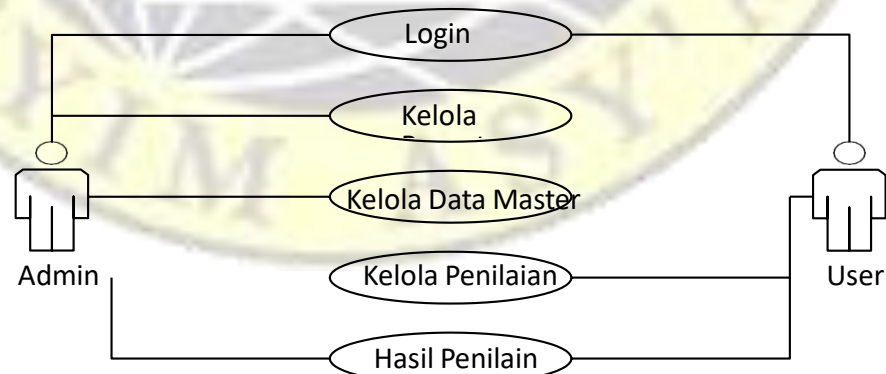 Login
Kelola
Kelola Data Master
Kelola Penilaian
Admin
User
Hasil Penilain